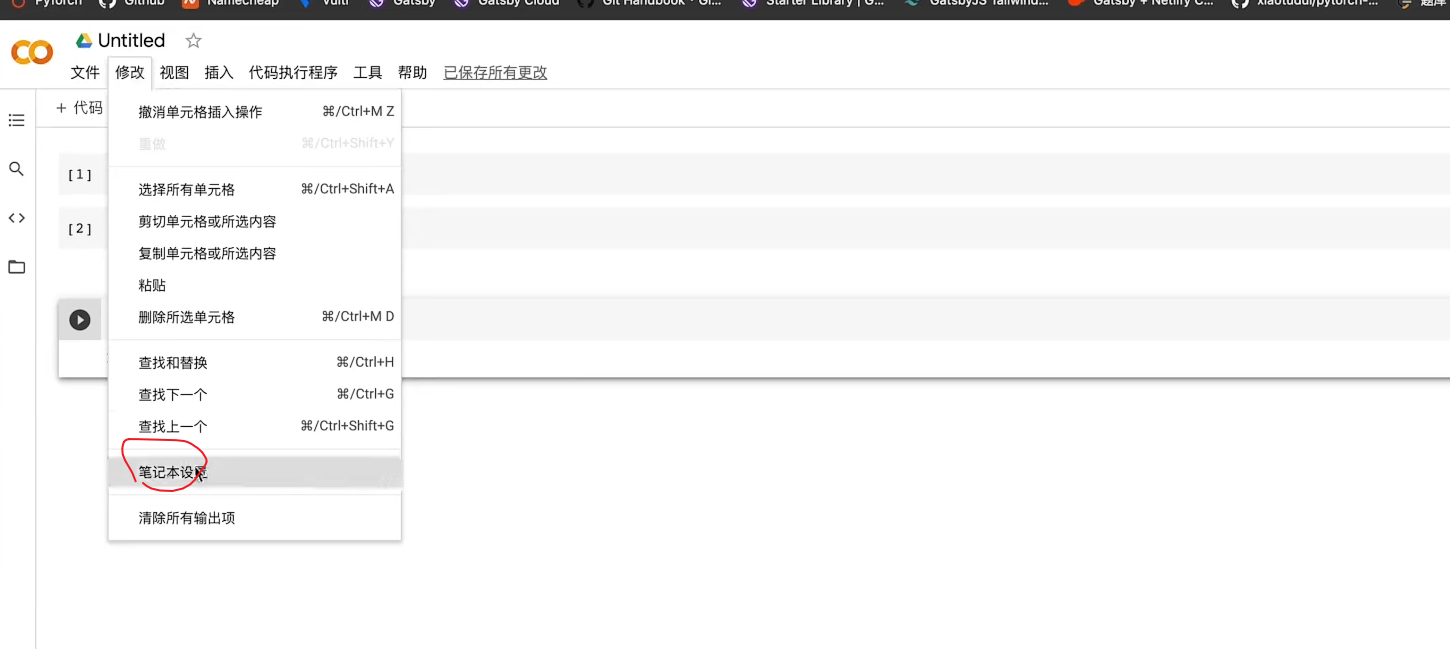 Pytorch GitHub Namecheap Vultr Gatsby Gatsby Cloud Git Handbook · Gi... Starter Library | G... GatsbyJS Tailwind... Gatsby + Netlify C... xiaotudui/pytorch-... 题库
Untitled
文件 修改 视图 插入 代码执行程序 工具 帮助 已保存所有更改
+ 代码
撤消单元格插入操作 ⌘/Ctrl+M Z
重做 ⌘/Ctrl+Shift+Y
[1]
选择所有单元格 ⌘/Ctrl+Shift+A
剪切单元格或所选内容
[2]
复制单元格或所选内容
粘贴
删除所选单元格 ⌘/Ctrl+M D
查找和替换 ⌘/Ctrl+H
查找下一个 ⌘/Ctrl+G
查找上一个 ⌘/Ctrl+Shift+G
笔记本设置
清除所有输出项